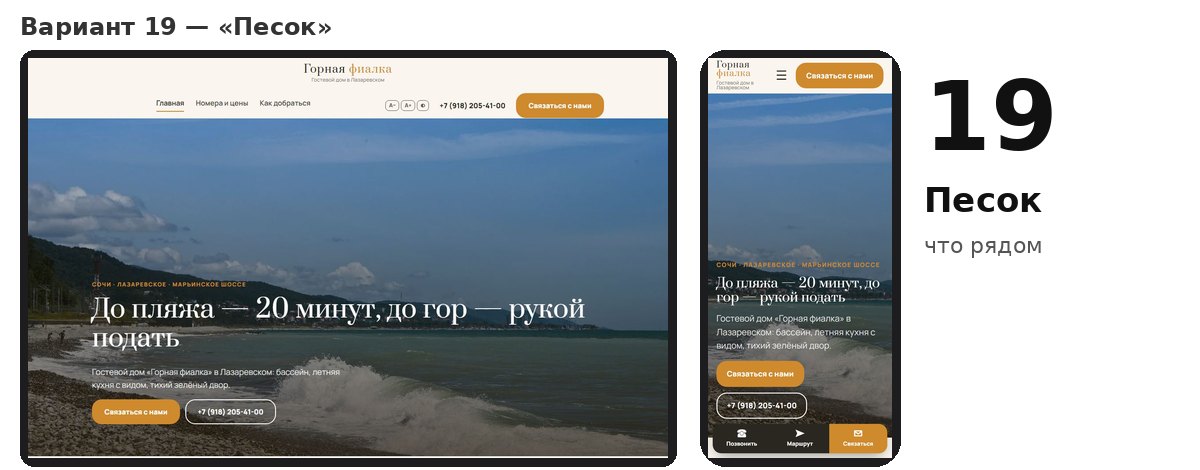 Вариант 19 — «Песок»
Горная фиалка
Гостевой дом в Лазаревском
Главная Номера и цены Как добраться A− A+ +7 (918) 205-41-00 Связаться с нами
СОЧИ · ЛАЗАРЕВСКОЕ · МАРЬИНСКОЕ ШОССЕ
До пляжа — 20 минут, до гор — рукой
подать
Гостевой дом «Горная фиалка» в Лазаревском: бассейн, летняя
кухня с видом, тихий зелёный двор.
Связаться с нами +7 (918) 205-41-00
Горная
фиалка
Гостевой дом в
Лазаревском
Связаться с нами
СОЧИ · ЛАЗАРЕВСКОЕ · МАРЬИНСКОЕ ШОССЕ
До пляжа — 20 минут, до
гор — рукой подать
Гостевой дом «Горная фиалка» в
Лазаревском: бассейн, летняя кухня с
видом, тихий зелёный двор.
Связаться с нами
+7 (918) 205-41-00
Позвонить Маршрут Связаться
19
Песок
что рядом